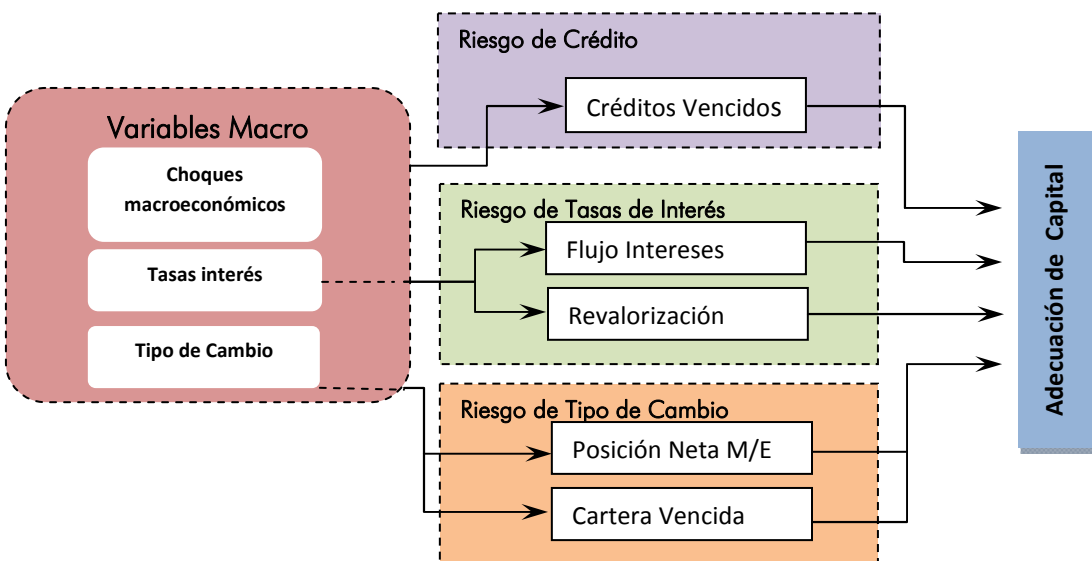 Variables Macro
Choques
macroeconómicos
Tasas interés
Tipo de Cambio
Riesgo de Crédito
Créditos Vencidos
Riesgo de Tasas de Interés
Flujo Intereses
Revalorización
Riesgo de Tipo de Cambio
Posición Neta M/E
Cartera Vencida
Adecuación de Capital